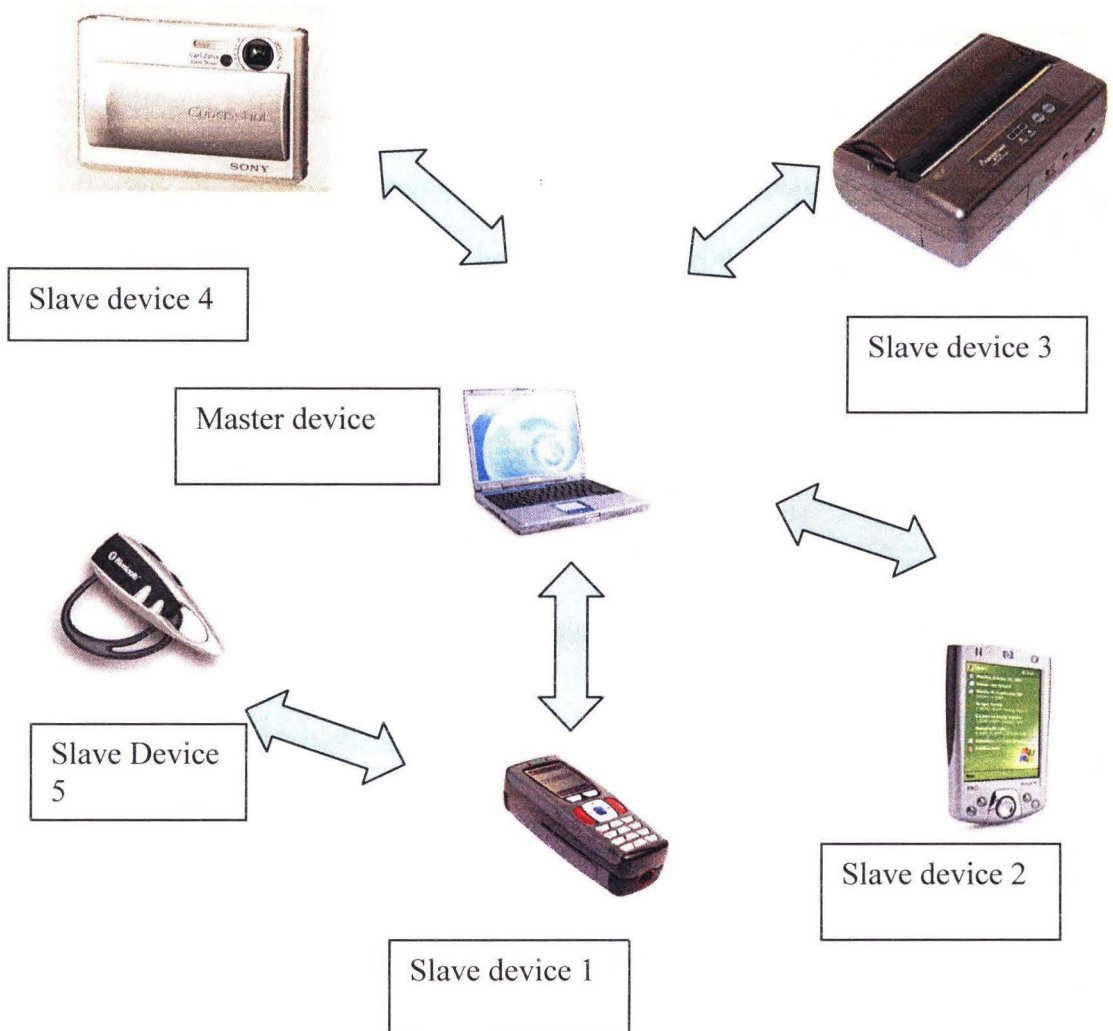 Cyber-shot
SONY
Slave device 4
Slave device 3
Master device
Bluetooth
Slave Device
5
Slave device 2
Slave device 1